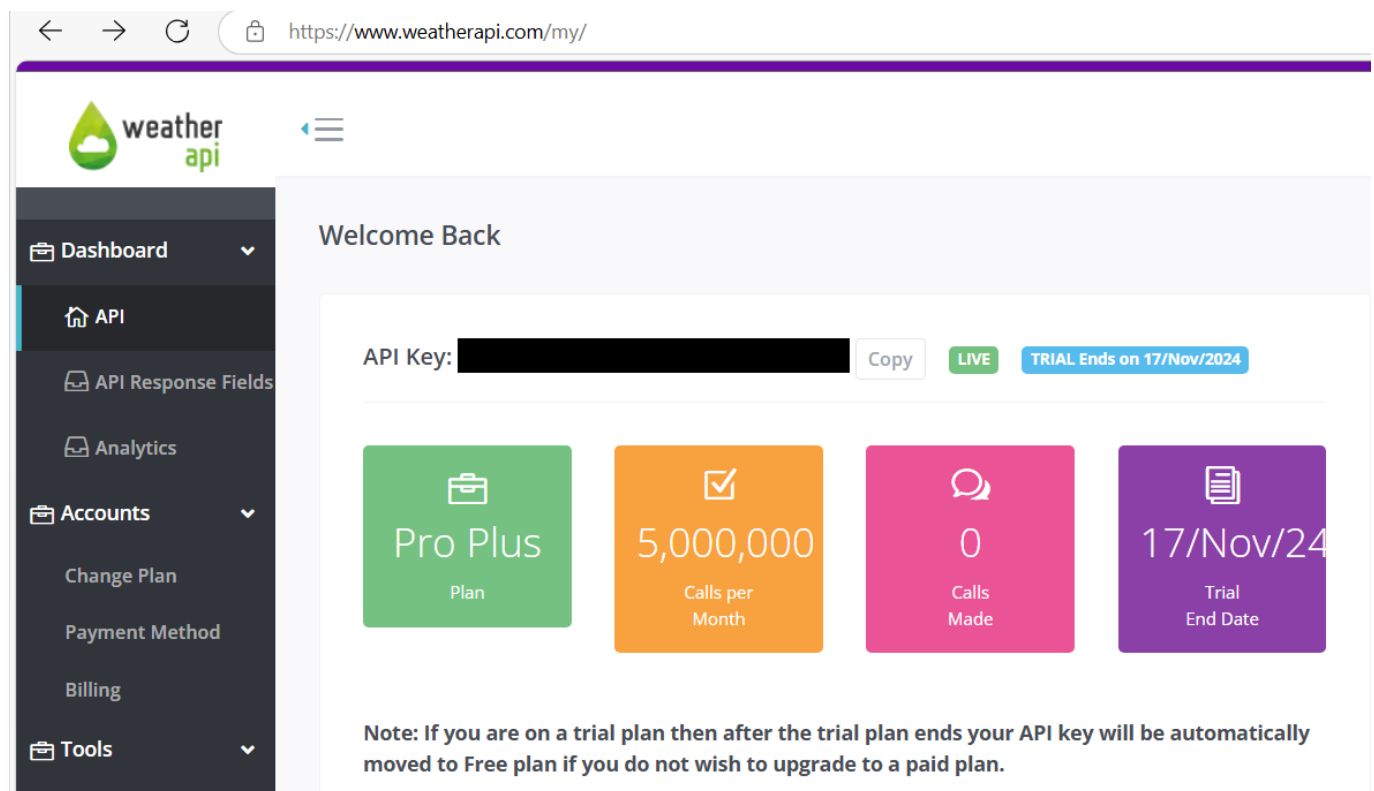 https://www.weatherapi.com/my/
weather
api
Dashboard
API
API Response Fields
Analytics
Accounts
Change Plan
Payment Method
Billing
Tools
Welcome Back
API Key:
Copy
LIVE
TRIAL Ends on 17/Nov/2024
Pro Plus
Plan
5,000,000
Calls per
Month
0
Calls
Made
17/Nov/24
Trial
End Date
Note: If you are on a trial plan then after the trial plan ends your API key will be automatically
moved to Free plan if you do not wish to upgrade to a paid plan.